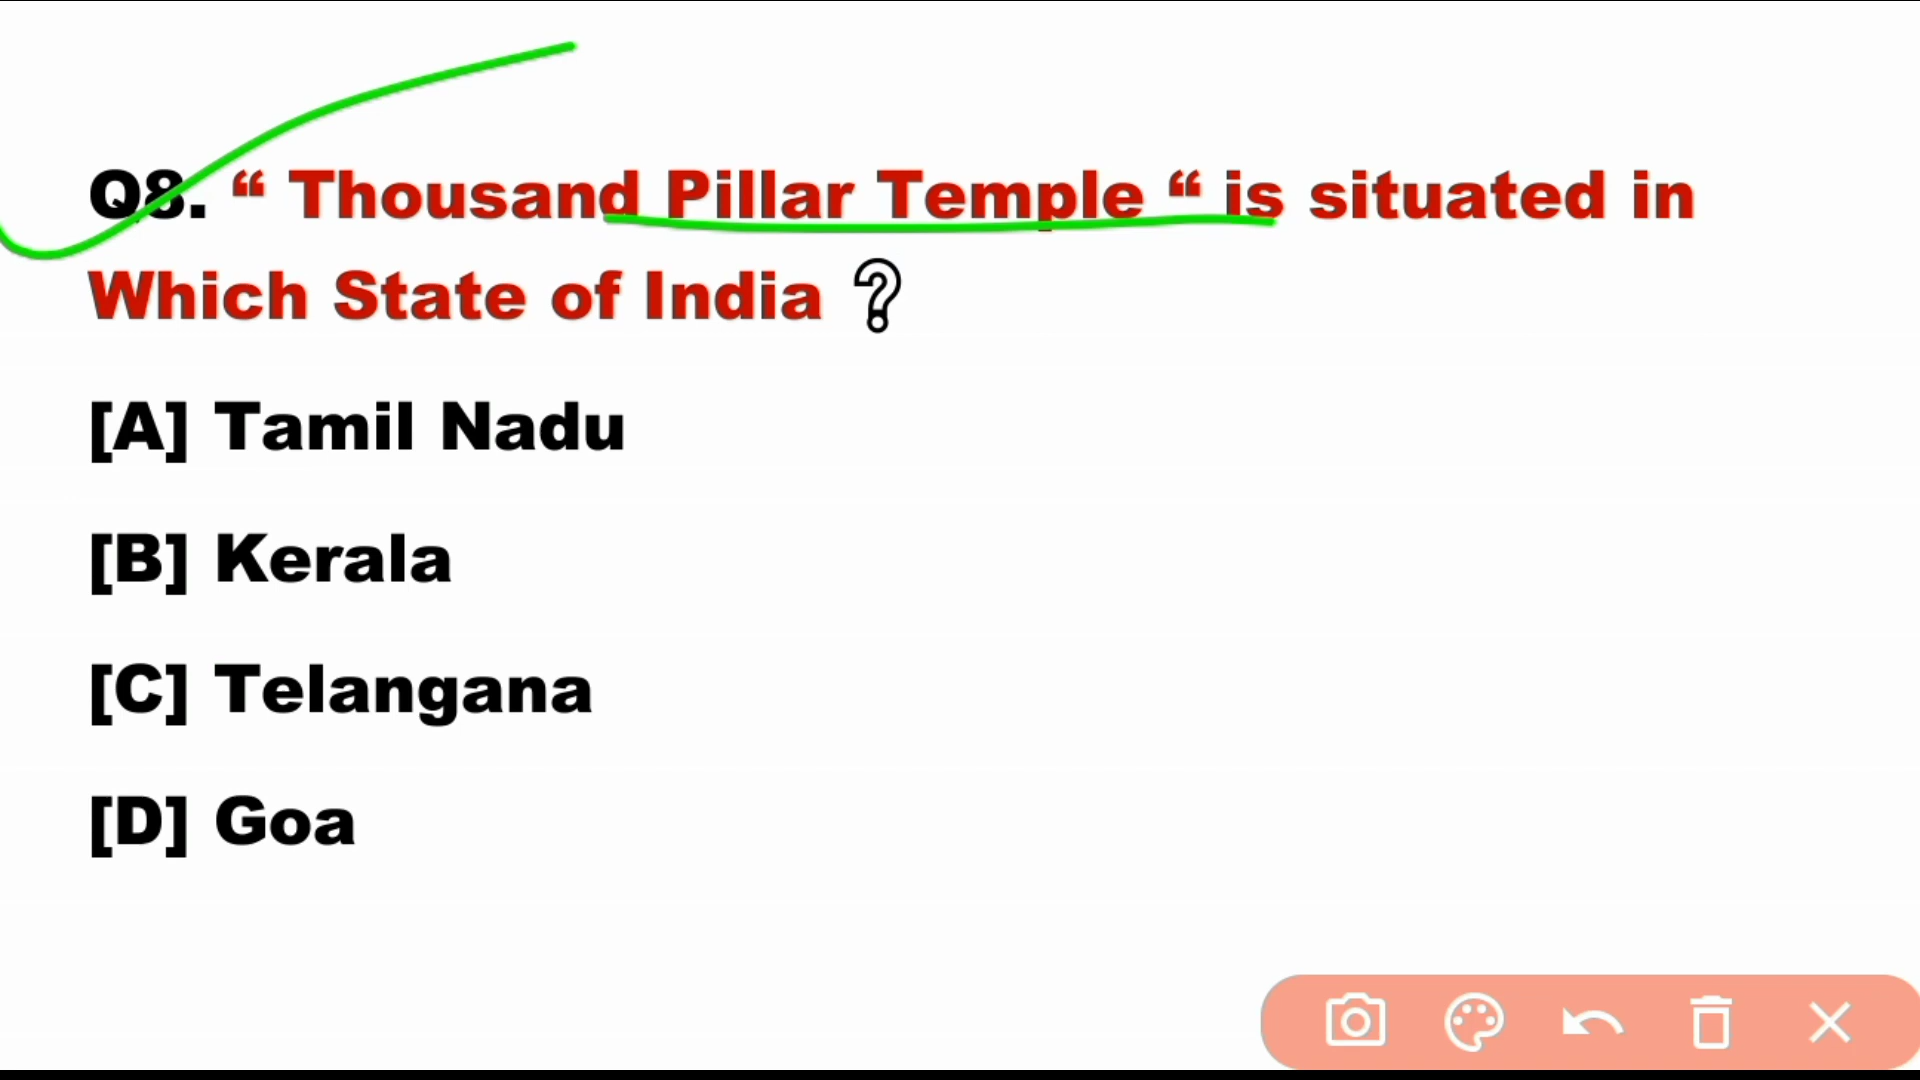 Q8. “ Thousand Pillar Temple “ is situated in
Which State of India ?
[A] Tamil Nadu
[B] Kerala
[C] Telangana
[D] Goa